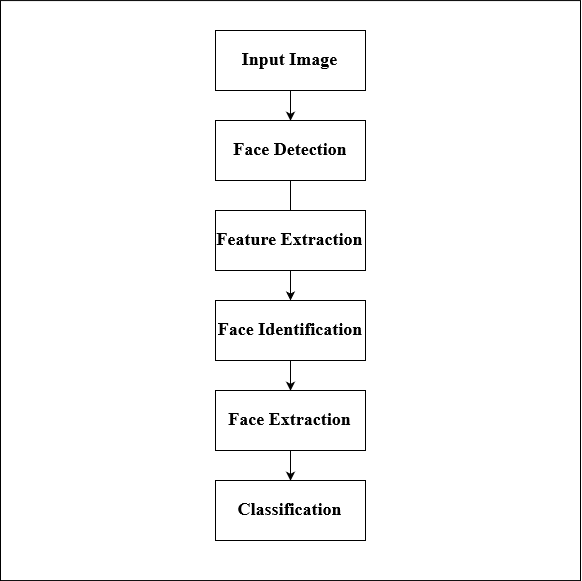 Input Image
Face Detection
Feature Extraction
Face Identification
Face Extraction
Classification